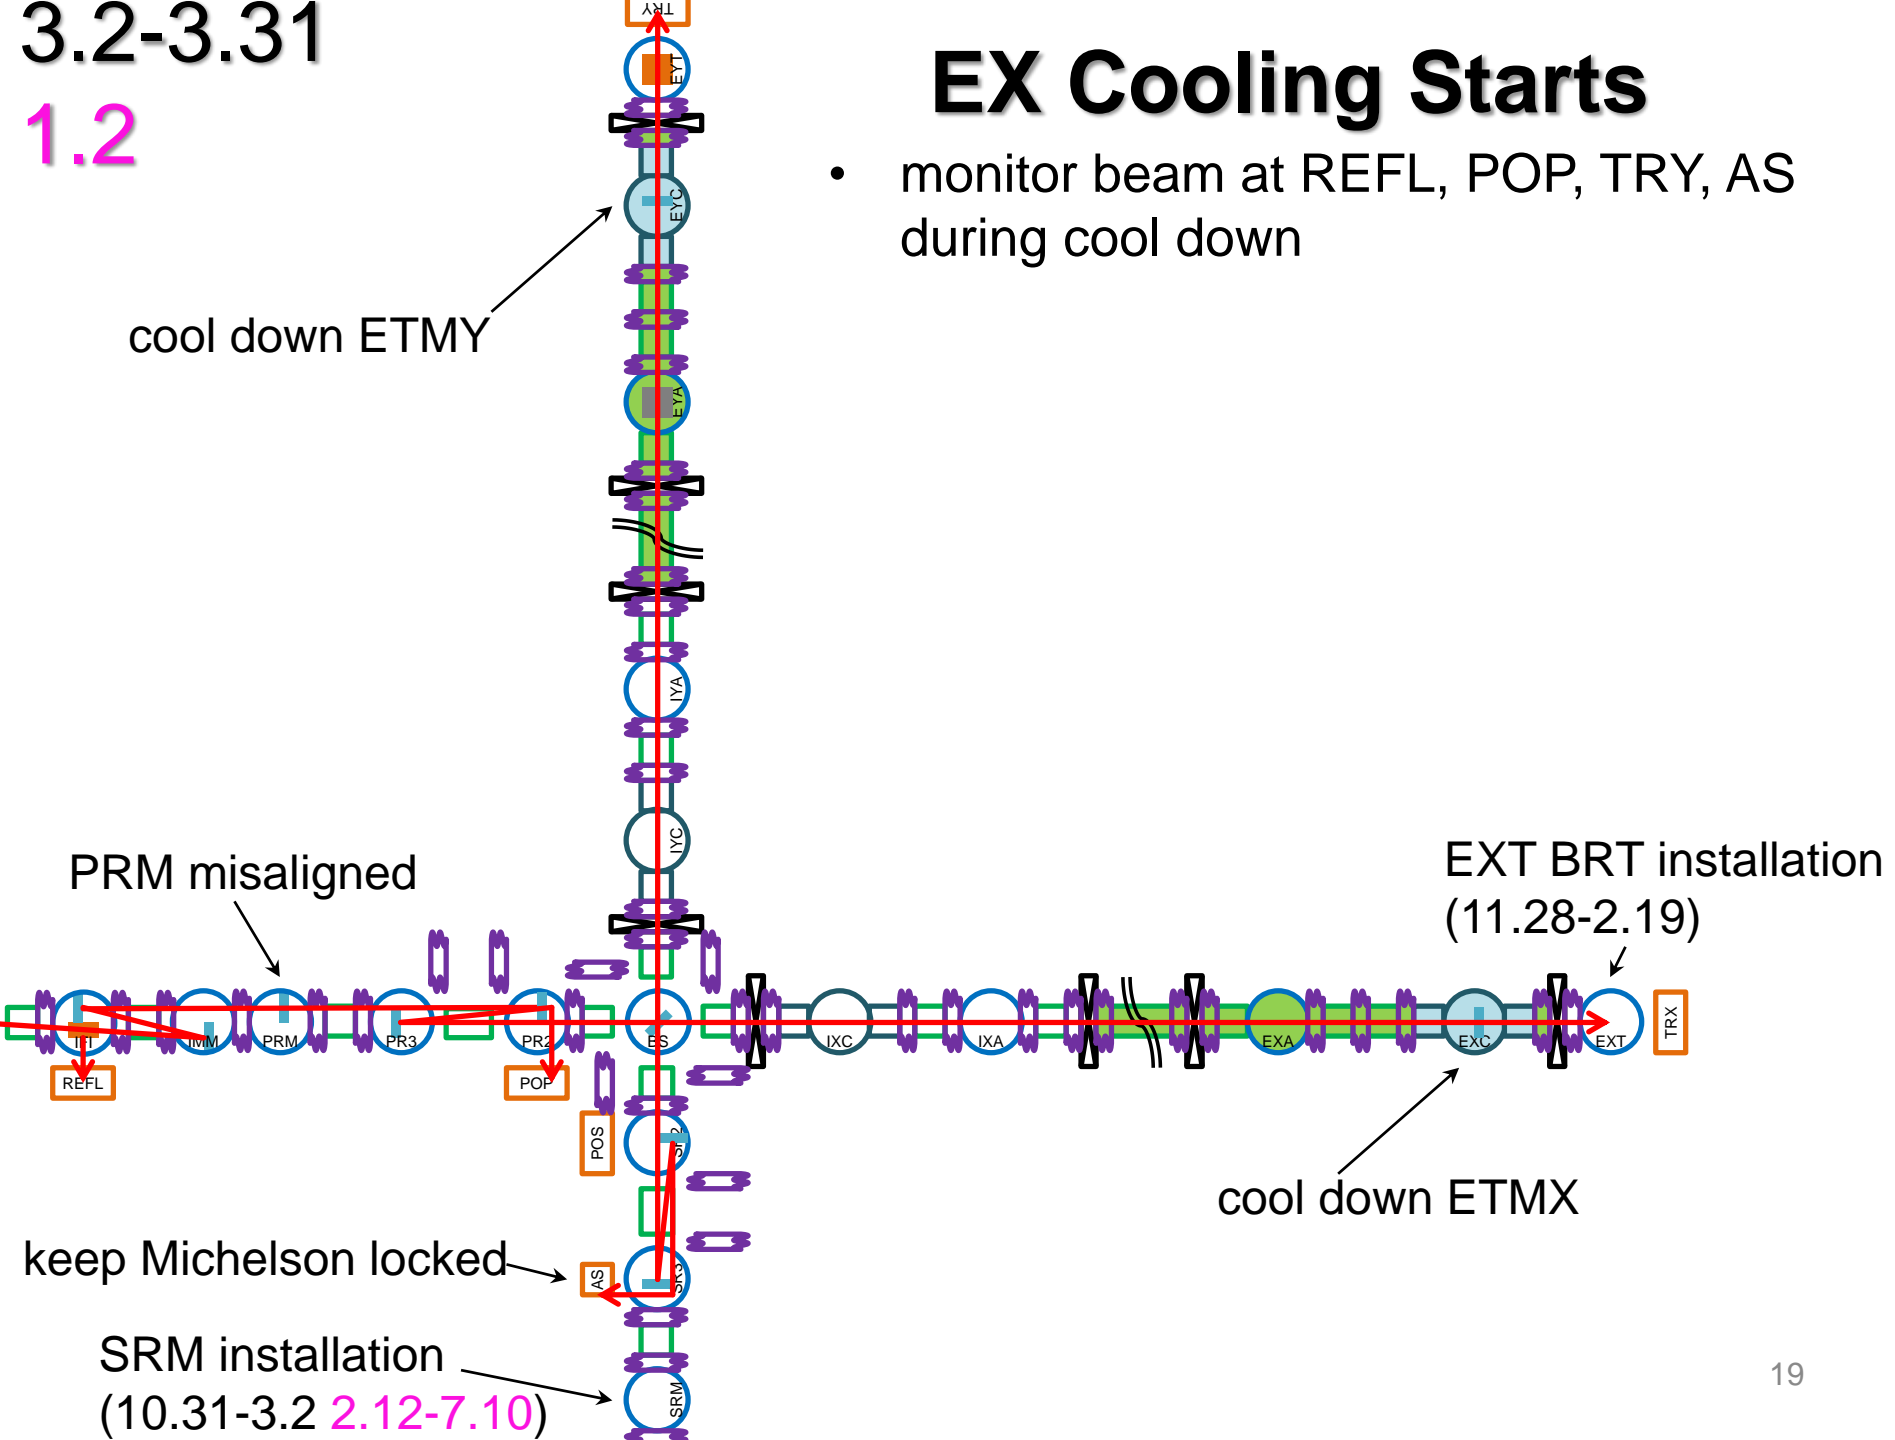 3.2-3.31
1.2
EX Cooling Starts
• monitor beam at REFL, POP, TRY, AS
during cool down
TRY
EYT
EYC
cool down ETMY
EYA
IYA
IYC
PRM misaligned
EXT BRT installation
(11.28-2.19)
IFI
IMM
PRM
PR3
PR2
BS
IXC
IXA
EXA
EXC
EXT
TRX
REFL
POP
POS
SR2
cool down ETMX
keep Michelson locked
AS
SR3
SRM installation
(10.31-3.2 2.12-7.10)
SRM
19